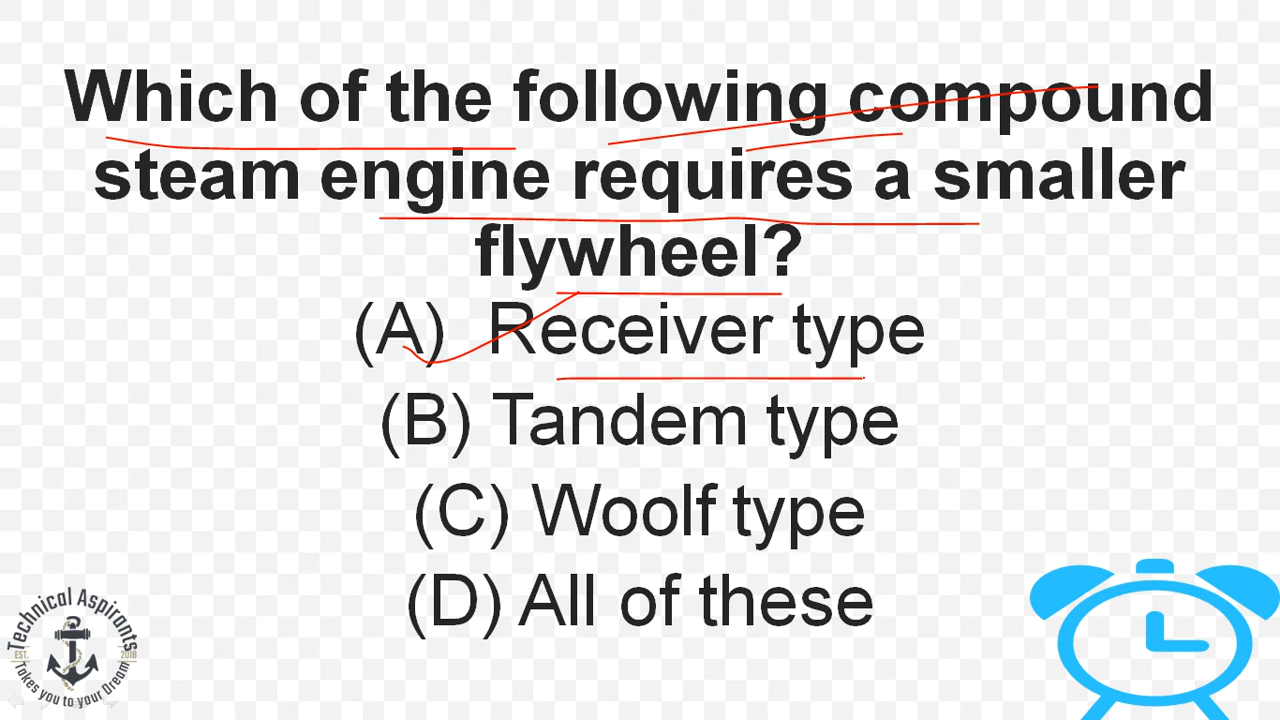 Which of the following compound
steam engine requires a smaller
flywheel?
(A) Receiver type
(B) Tandem type
(C) Woolf type
(D) All of these
Technical Aspirants
EST. 2018
Takes you to your Dream